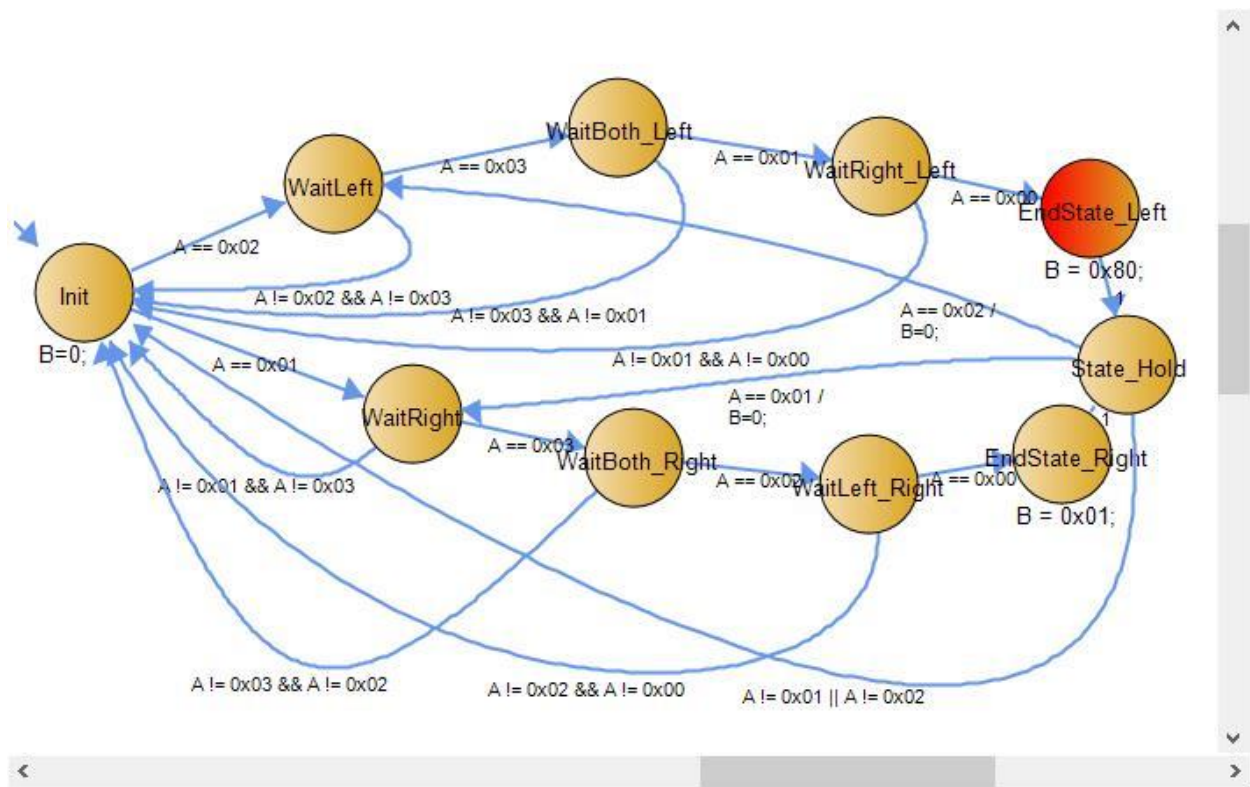 WaitBoth_Left
A == 0x03
A == 0x01
WaitRight_Left
WaitLeft
A == 0x00
EndState_Left
A == 0x02
B = 0x80;
1
Init
A != 0x02 && A != 0x03
A != 0x03 && A != 0x01
A == 0x02 /
B=0;
B=0;
A != 0x01 && A != 0x00
A == 0x01
State_Hold
A == 0x01 /
B=0;
WaitRight
1
A == 0x03
WaitBoth_Right
EndState_Right
A == 0x02
WaitLeft_Right
A == 0x00
A != 0x01 && A != 0x03
B = 0x01;
A != 0x03 && A != 0x02
A != 0x02 && A != 0x00
A != 0x01 || A != 0x02